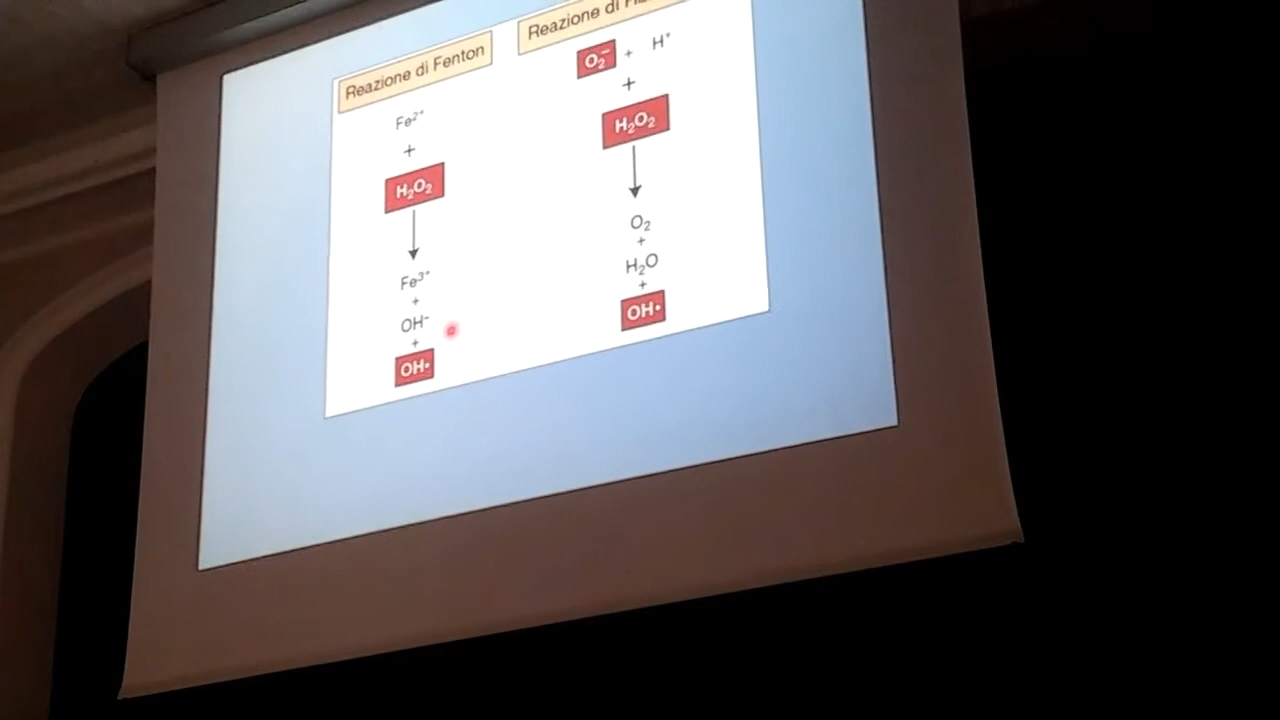 Reazione di Fenton
Fe²⁺
+
H₂O₂
Fe³⁺
+
OH⁻
+
OH•
Reazione di
O₂⁻ + H⁺
+
H₂O₂
O₂
+
H₂O
+
OH•